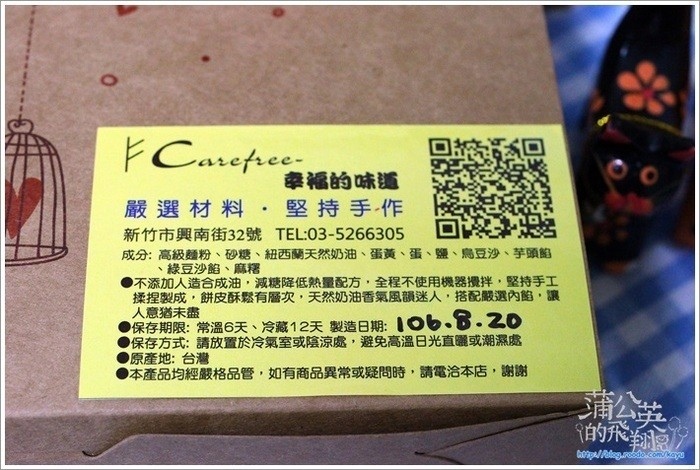 Carefree-
幸福的味道
嚴選材料‧堅持手作
新竹市興南街32號 TEL:03-5266305
成分: 高級麵粉、砂糖、紐西蘭天然奶油、蛋黃、蛋、鹽、烏豆沙、芋頭餡
、綠豆沙餡、麻糬
●不添加人造合成油，減糖降低熱量配方，全程不使用機器攪拌，堅持手工
揉捏製成，餅皮酥鬆有層次，天然奶油香氣風韻迷人，搭配嚴選內餡，讓
人意猶未盡
●保存期限: 常溫6天、冷藏12天 製造日期: 106.8.20
●保存方式: 請放置於冷氣室或陰涼處，避免高溫日光直曬或潮濕處
●原產地: 台灣
●本產品均經嚴格品管，如有商品異常或疑問時，請電洽本店，謝謝
蒲公英
的飛翔
http://blog.roodo.com/kayu